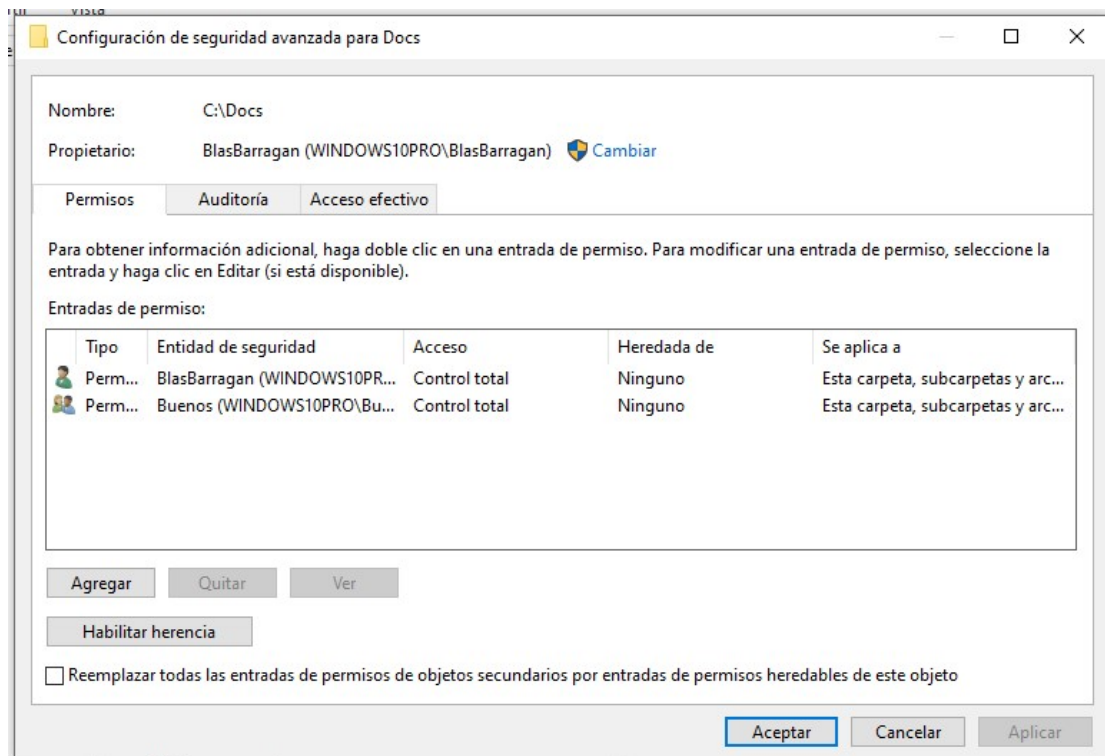 Vista
Configuración de seguridad avanzada para Docs
Nombre: C:\Docs
Propietario: BlasBarragan (WINDOWS10PRO\BlasBarragan) Cambiar
Permisos Auditoría Acceso efectivo
Para obtener información adicional, haga doble clic en una entrada de permiso. Para modificar una entrada de permiso, seleccione la
entrada y haga clic en Editar (si está disponible).
Entradas de permiso:
Tipo Entidad de seguridad Acceso Heredada de Se aplica a
Perm... BlasBarragan (WINDOWS10PR... Control total Ninguno Esta carpeta, subcarpetas y arc...
Perm... Buenos (WINDOWS10PRO\Bu... Control total Ninguno Esta carpeta, subcarpetas y arc...
Agregar Quitar Ver
Habilitar herencia
Reemplazar todas las entradas de permisos de objetos secundarios por entradas de permisos heredables de este objeto
Aceptar Cancelar Aplicar